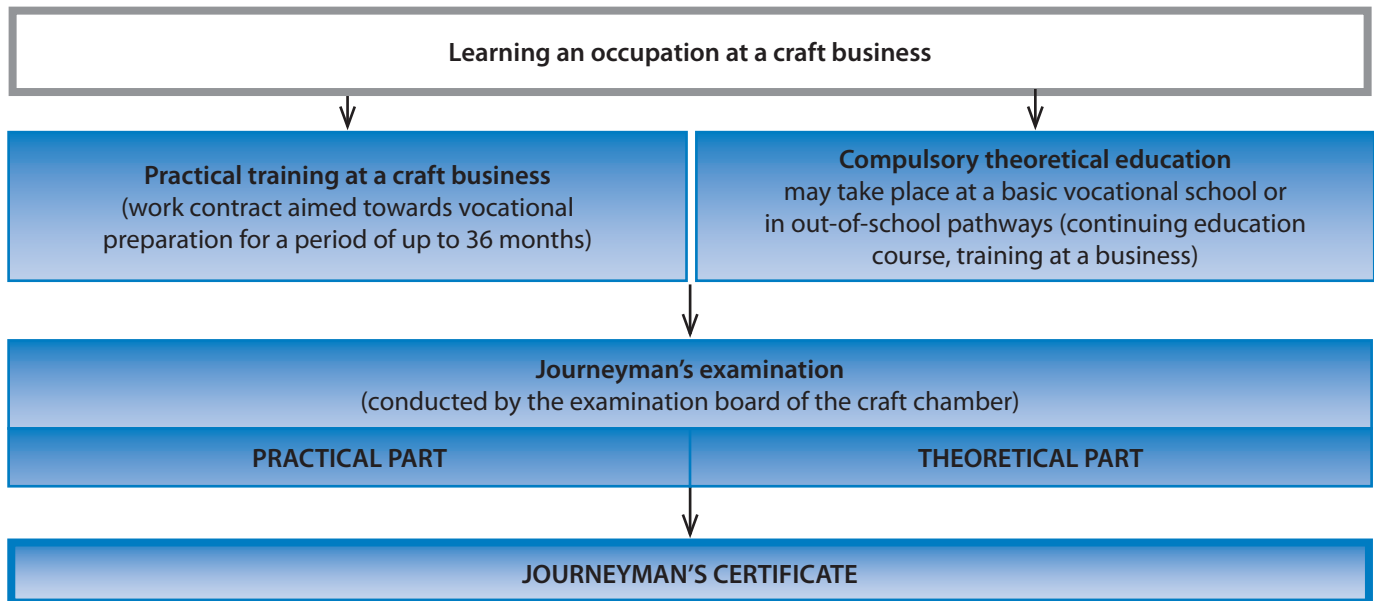 Learning an occupation at a craft business
Practical training at a craft business
(work contract aimed towards vocational
preparation for a period of up to 36 months)
Compulsory theoretical education
may take place at a basic vocational school or
in out-of-school pathways (continuing education
course, training at a business)
Journeyman’s examination
(conducted by the examination board of the craft chamber)
PRACTICAL PART
THEORETICAL PART
JOURNEYMAN’S CERTIFICATE